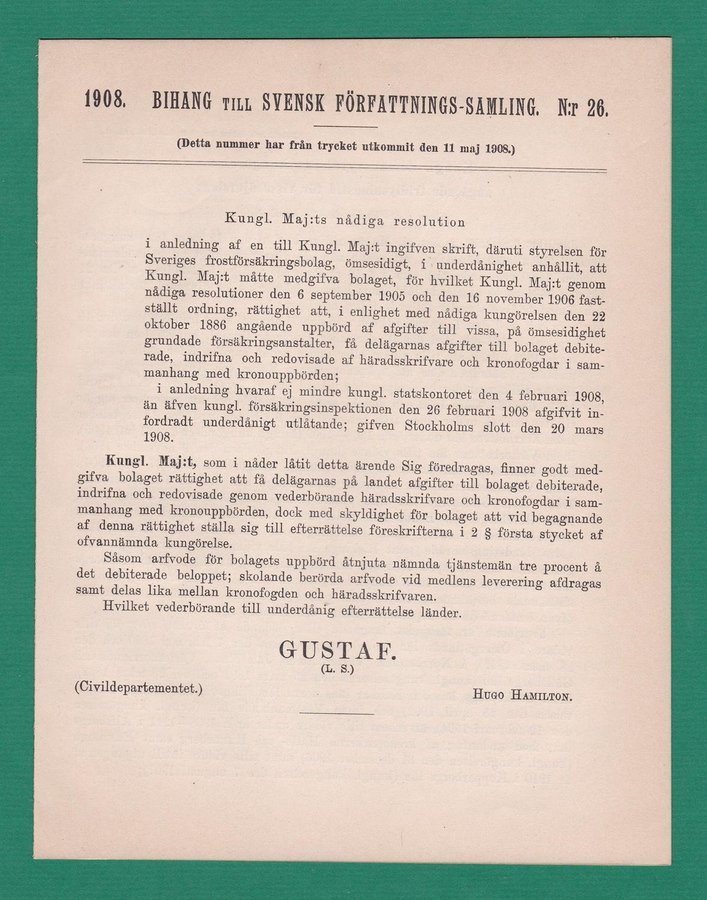 1908. BIHANG TILL SVENSK FÖRFATTNINGS-SAMLING. N:r 26.
(Detta nummer har från trycket utkommit den 11 maj 1908.)
Kungl. Maj:ts nådiga resolution
i anledning af en till Kungl. Maj:t ingifven skrift, däruti styrelsen för
Sveriges frostförsäkringsbolag, ömsesidigt, i underdånighet anhållit, att
Kungl. Maj:t måtte medgifva bolaget, för hvilket Kungl. Maj:t genom
nådiga resolutioner den 6 september 1905 och den 16 november 1906 fast-
ställt ordning, rättighet att, i enlighet med nådiga kungörelsen den 22
oktober 1886 angående uppbörd af afgifter till vissa, på ömsesidighet
grundade försäkringsanstalter, få delägarnas afgifter till bolaget debite-
rade, indrifna och redovisade af häradsskrifvare och kronofogdar i sam-
manhang med kronouppbörden;
i anledning hvaraf ej mindre kungl. statskontoret den 4 februari 1908,
än äfven kungl. försäkringsinspektionen den 26 februari 1908 afgifvit in-
fordradt underdånigt utlåtande; gifven Stockholms slott den 20 mars
1908.
Kungl. Maj:t, som i nåder låtit detta ärende Sig föredragas, finner godt med-
gifva bolaget rättighet att få delägarnas på landet afgifter till bolaget debiterade,
indrifna och redovisade genom vederbörande häradsskrifvare och kronofogdar i sam-
manhang med kronouppbörden, dock med skyldighet för bolaget att vid begagnande
af denna rättighet ställa sig till efterrättelse föreskrifterna i 2 § första stycket af
ofvannämnda kungörelse.
Såsom arfvode för bolagets uppbörd åtnjuta nämnda tjänstemän tre procent å
det debiterade beloppet; skolande berörda arfvode vid medlens leverering afdragas
samt delas lika mellan kronofogden och häradsskrifvaren.
Hvilket vederbörande till underdånig efterrättelse länder.
GUSTAF.
(L. S.)
(Civildepartementet.)
HUGO HAMILTON.